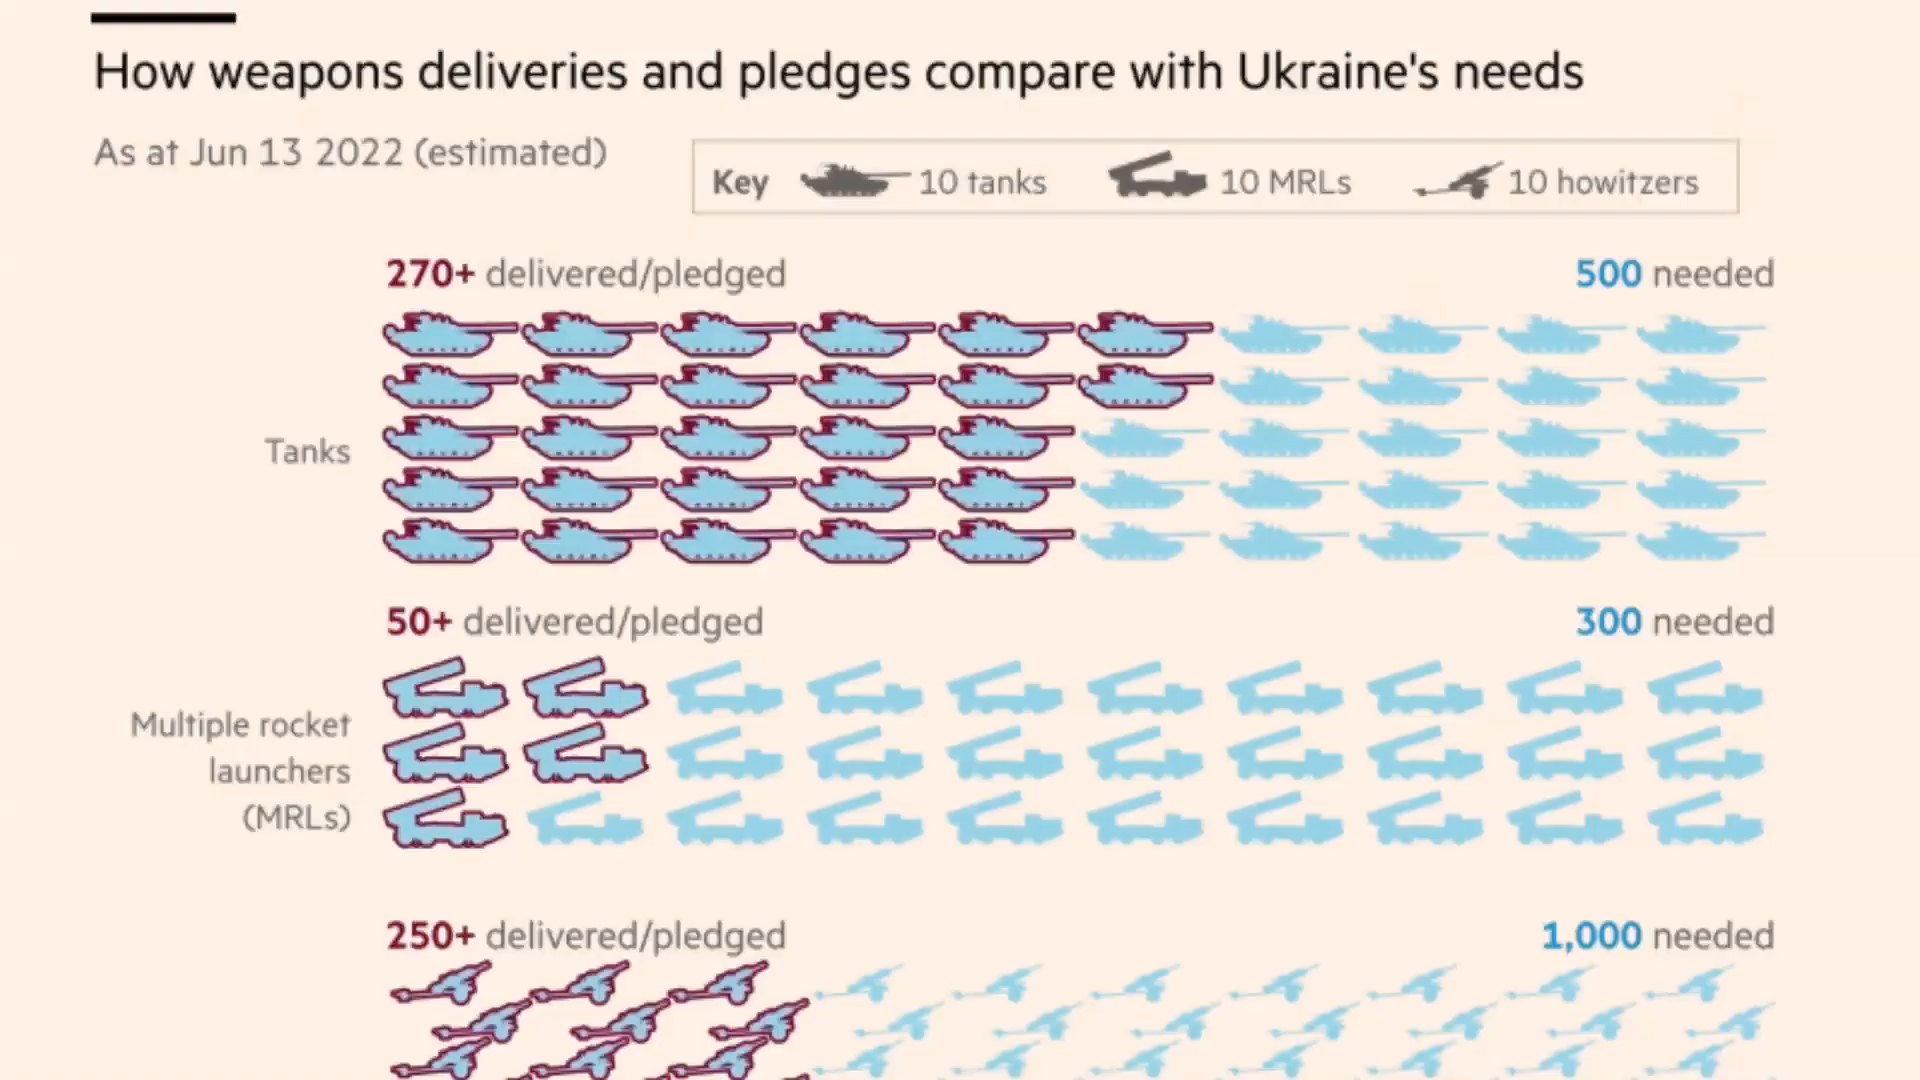 How weapons deliveries and pledges compare with Ukraine's needs
As at Jun 13 2022 (estimated)
Key 10 tanks 10 MRLs 10 howitzers
270+ delivered/pledged 500 needed
Tanks
50+ delivered/pledged 300 needed
Multiple rocket
launchers
(MRLs)
250+ delivered/pledged 1,000 needed